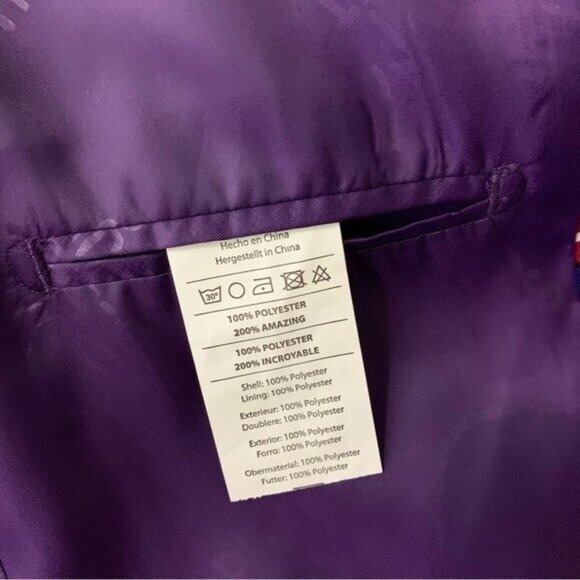 Hecho en China
Hergestellt in China
30°
100% POLYESTER
200% AMAZING
100% POLYESTER
200% INCROYABLE
Shell: 100% Polyester
Lining: 100% Polyester
Exterieur: 100% Polyester
Doublere: 100% Polyester
Exterior: 100% Polyester
Forro: 100% Polyester
Obermaterial: 100% Polyester
Futter: 100% Polyester